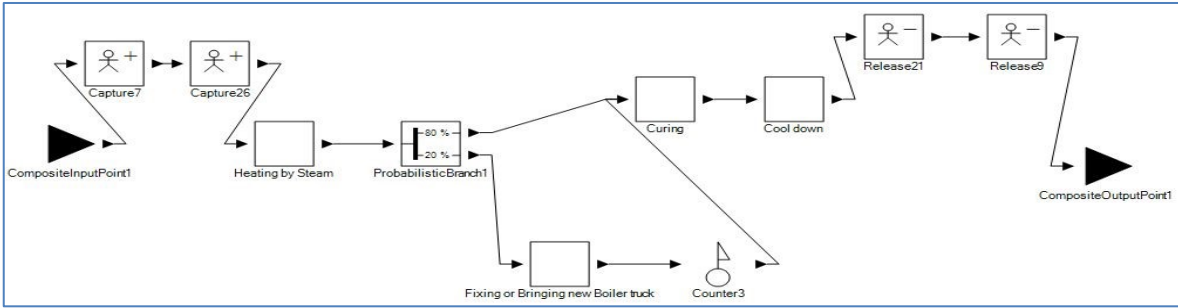 Capture7
Capture26
CompositeInputPoint1
Heating by Steam
80 %
20 %
ProbabilisticBranch1
Curing
Cool down
Release21
Release9
CompositeOutputPoint1
Fixing or Bringing new Boiler truck
Counter3